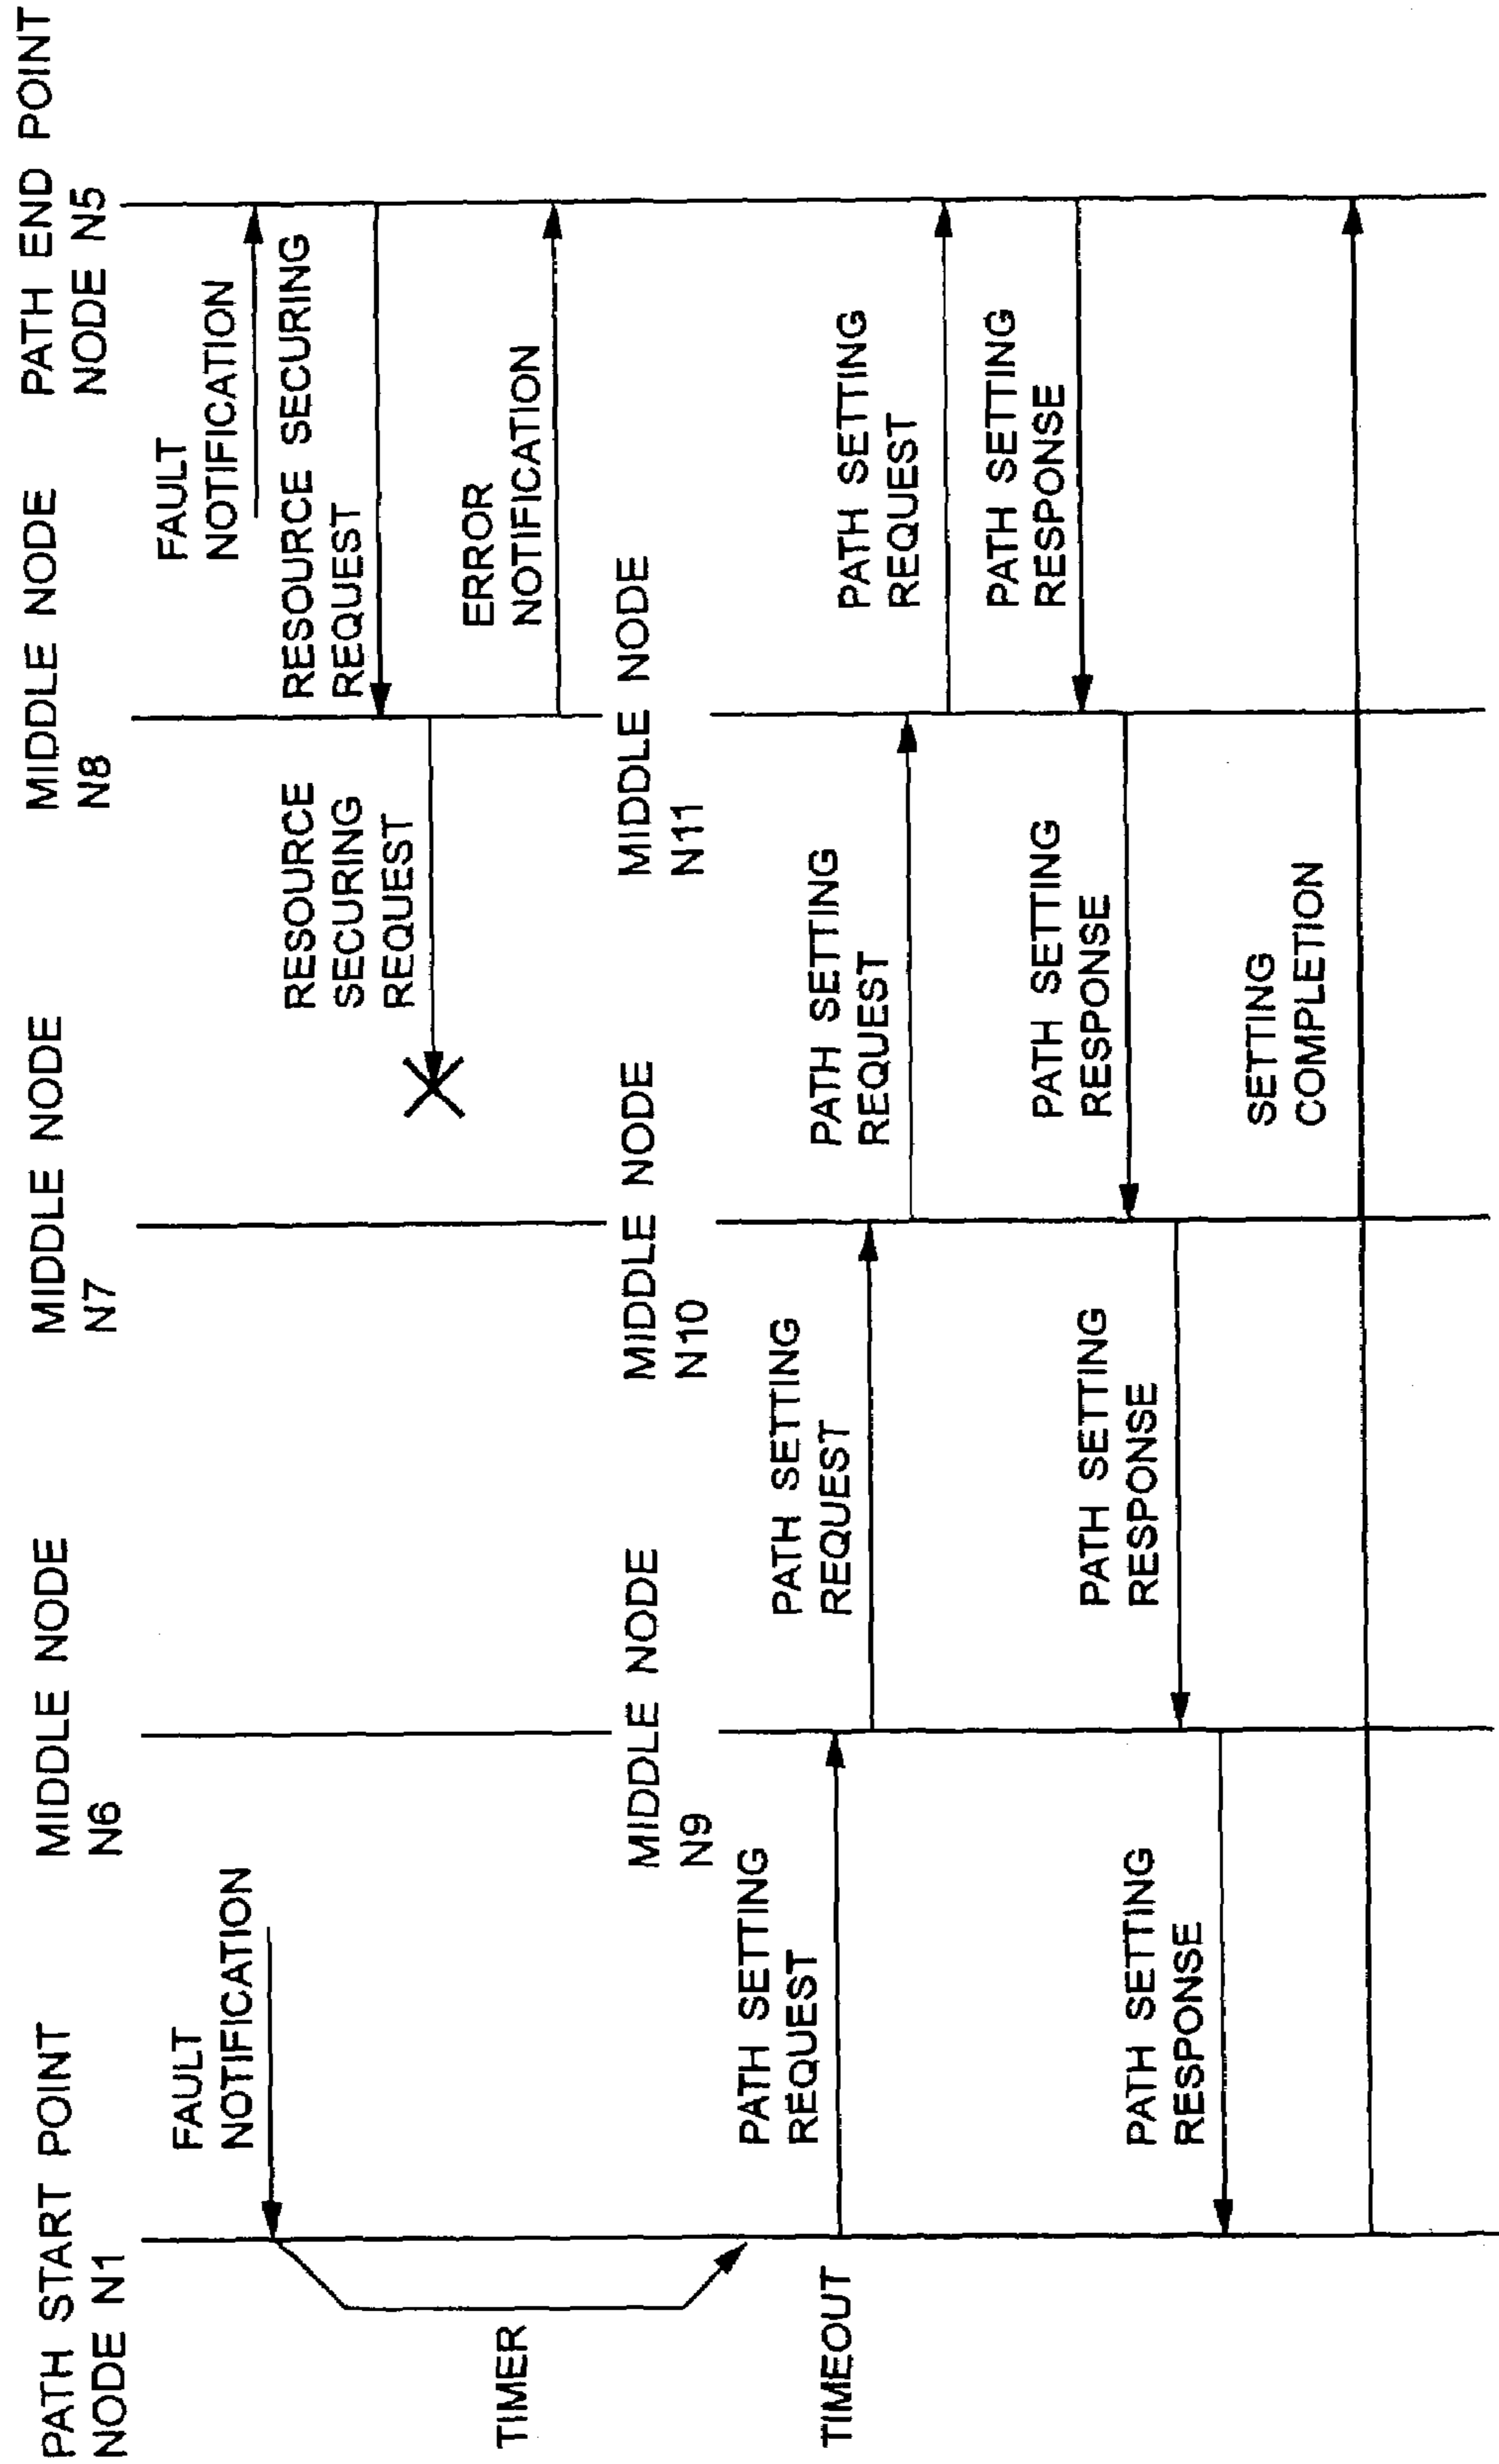 PATH START POINT
NODE N1
MIDDLE NODE
N6
MIDDLE NODE
N7
MIDDLE NODE
N8
PATH END POINT
NODE N5
FAULT
NOTIFICATION
FAULT
NOTIFICATION
RESOURCE SECURING
REQUEST
RESOURCE
SECURING
REQUEST
TIMER
ERROR
NOTIFICATION
MIDDLE NODE
N9
MIDDLE NODE
N10
MIDDLE NODE
N11
TIMEOUT
PATH SETTING
REQUEST
PATH SETTING
REQUEST
PATH SETTING
REQUEST
PATH SETTING
REQUEST
PATH SETTING
RESPONSE
PATH SETTING
RESPONSE
PATH SETTING
RESPONSE
PATH SETTING
RESPONSE
SETTING
COMPLETION